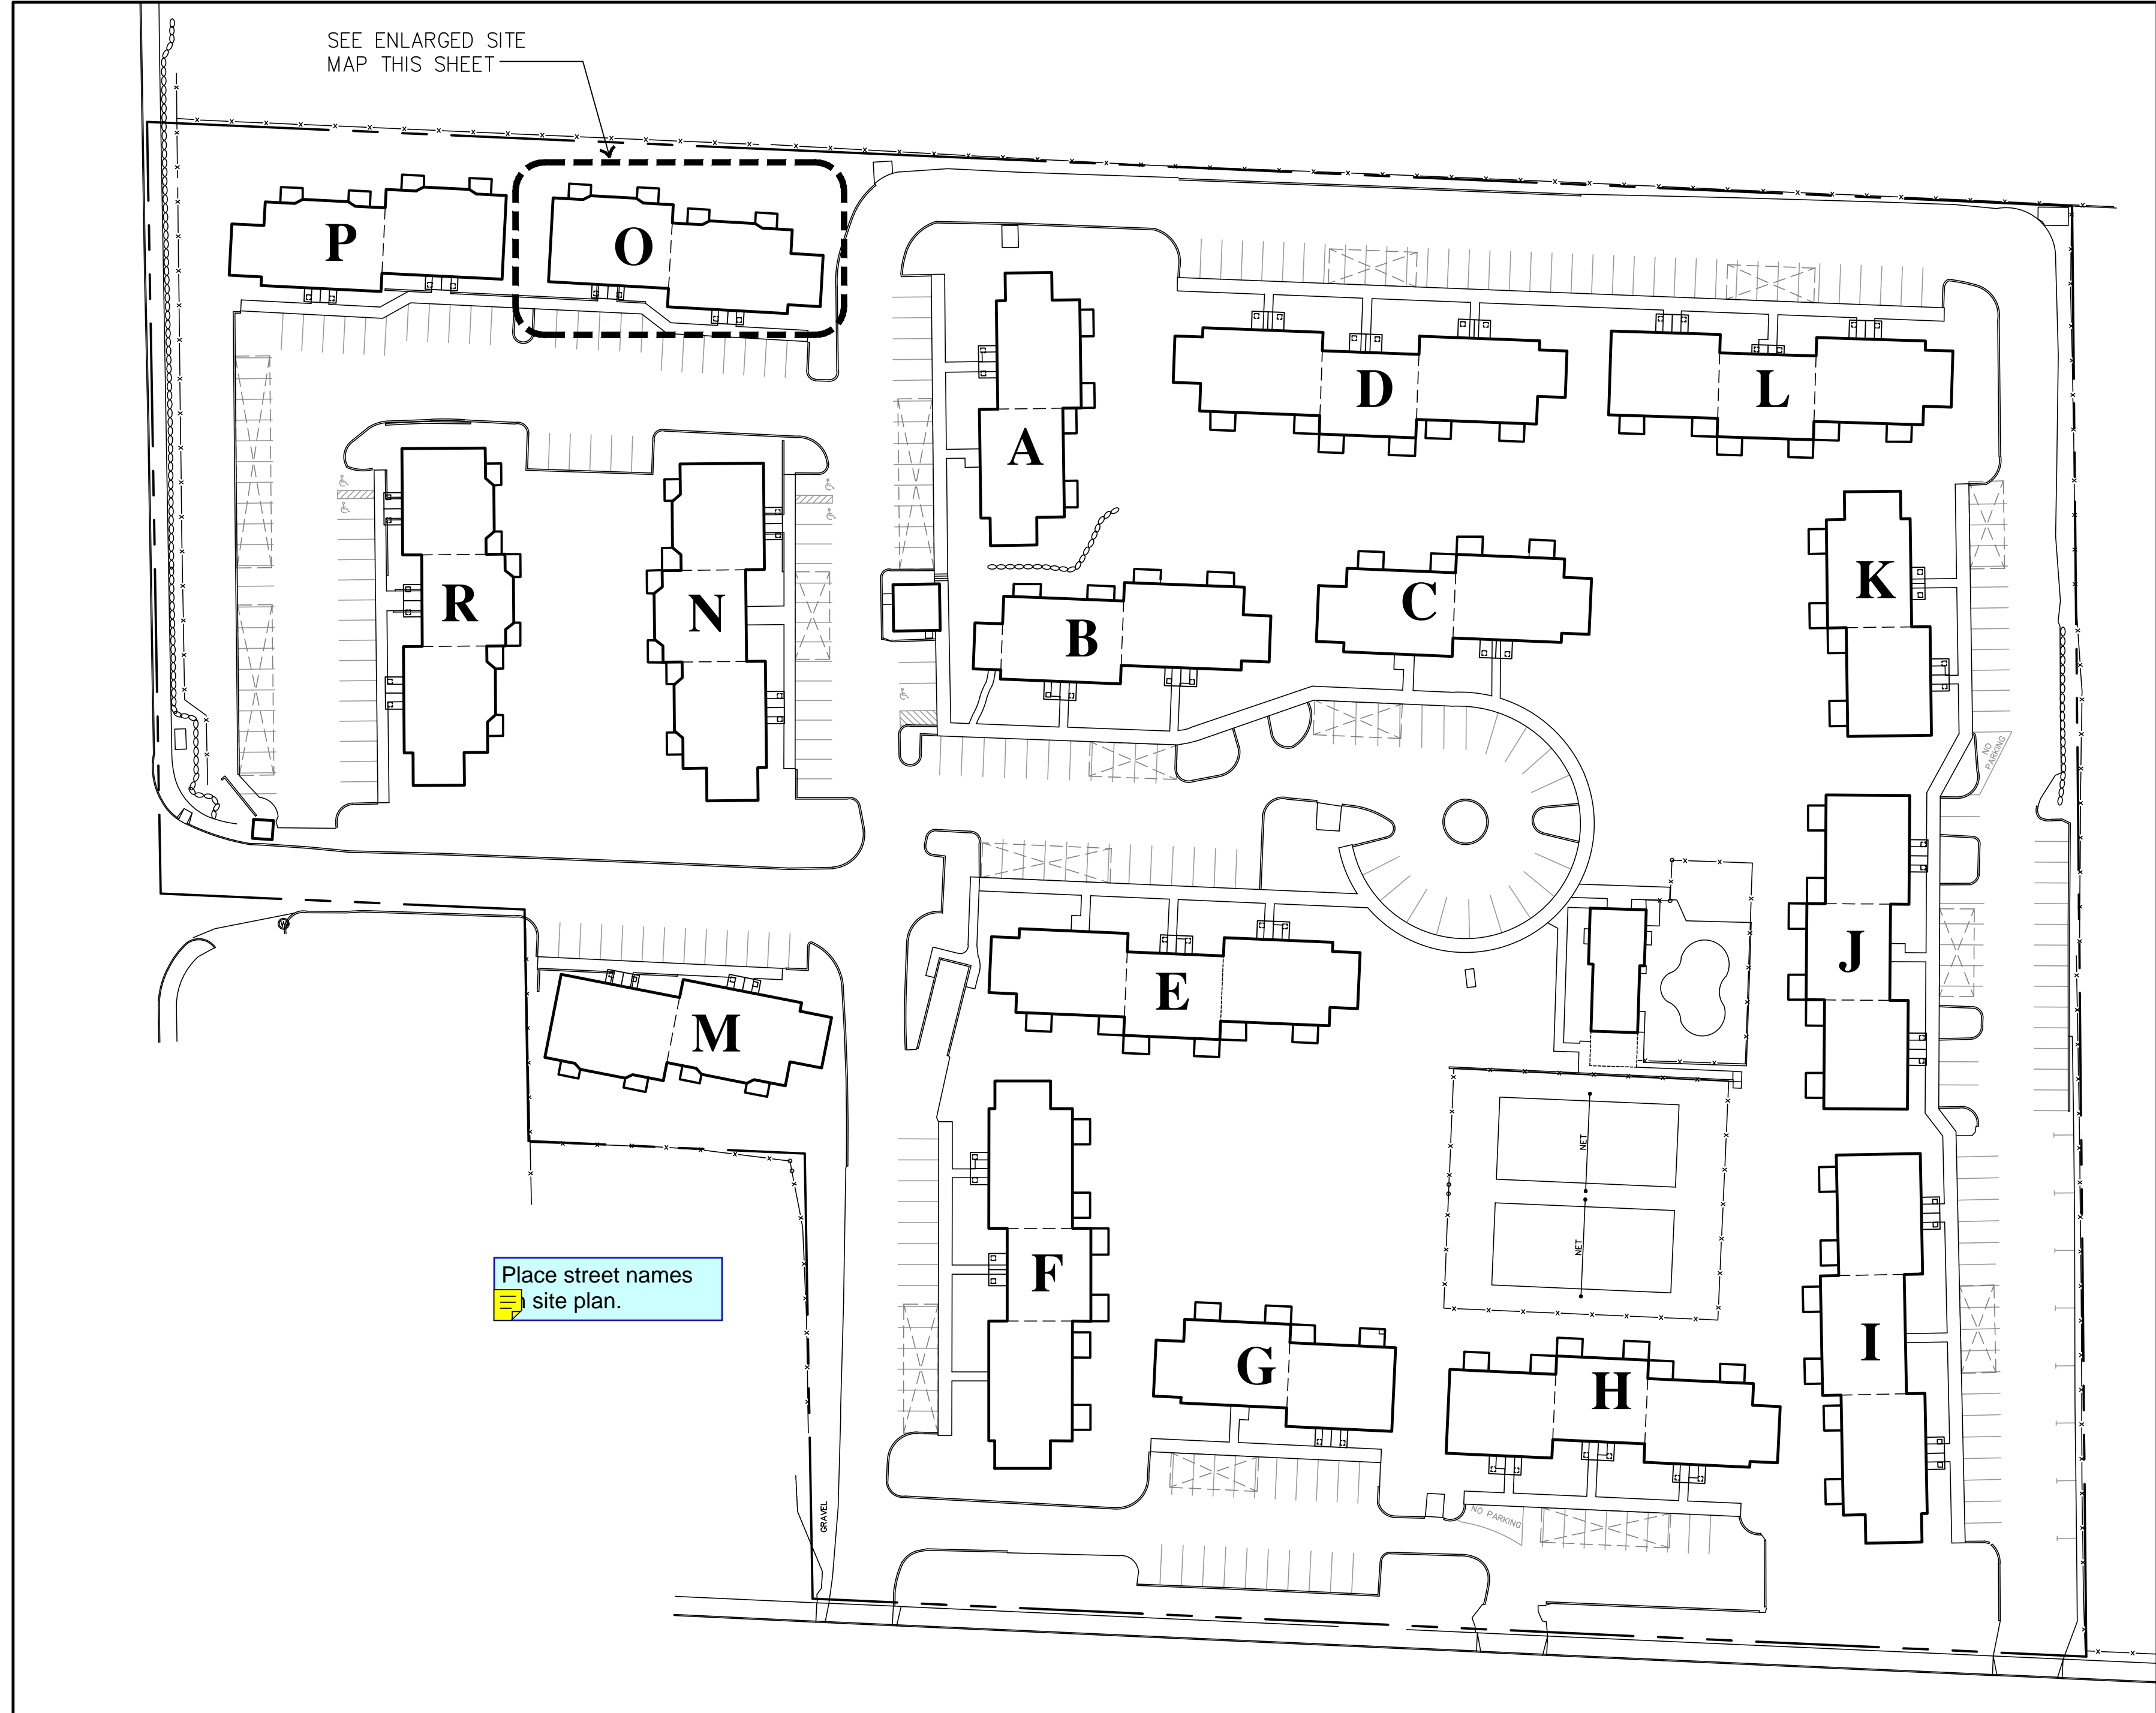 SEE ENLARGED SITE
MAP THIS SHEET
P
O
D
L
A
R
N
K
C
B
NO
PARKING
J
E
M
W
NET
NET
F
Place street names
site plan.
I
G
H
GRAVEL
NO PARKING